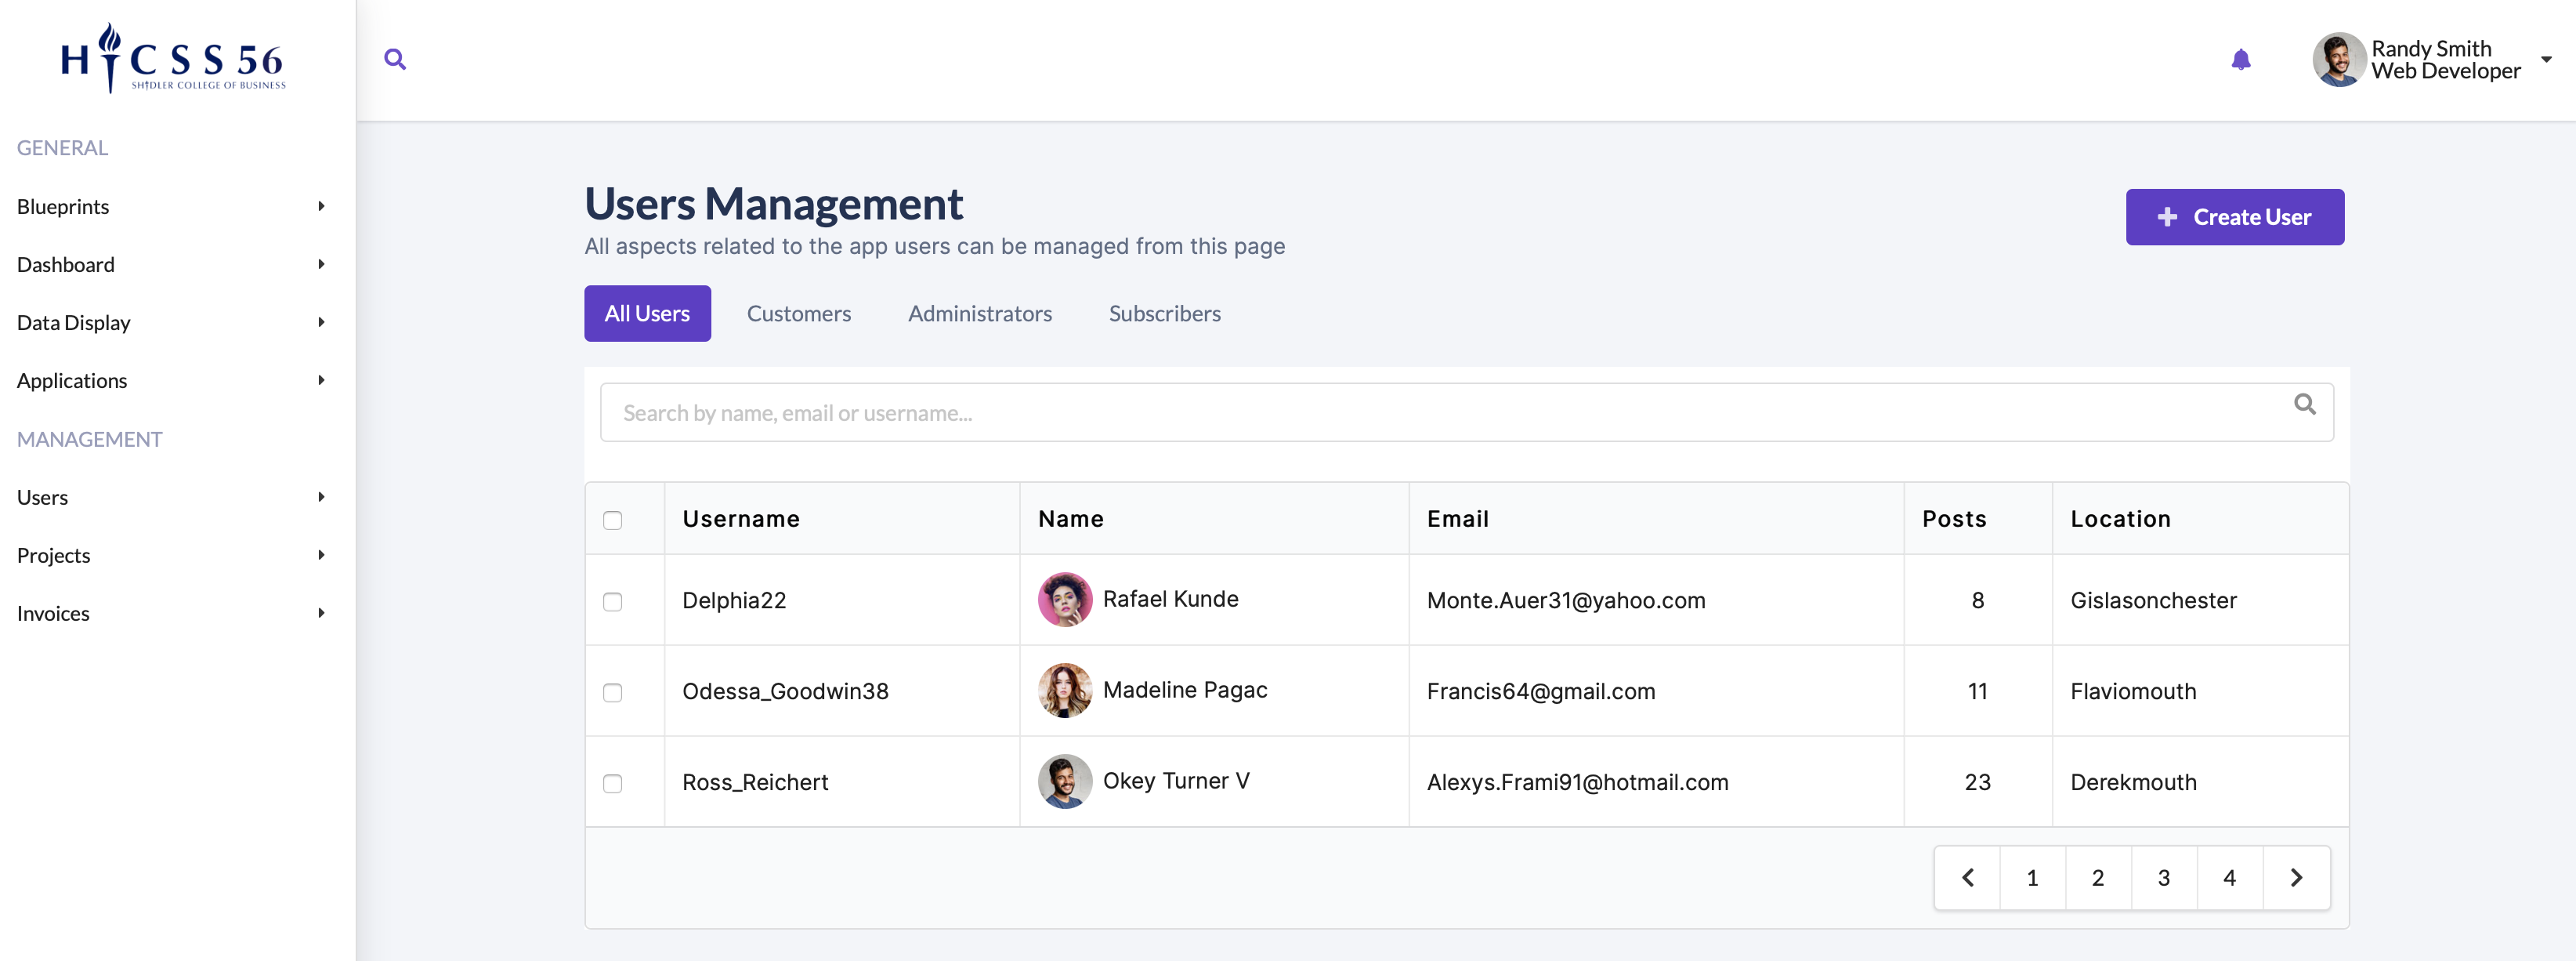 H CSS 56
SHIDLER COLLEGE OF BUSINESS
GENERAL
Blueprints
Dashboard
Data Display
Applications
MANAGEMENT
Users
Projects
Invoices
Randy Smith
Web Developer
Users Management
All aspects related to the app users can be managed from this page
Create User
All Users Customers Administrators Subscribers
Search by name, email or username...
Username Name Email Posts Location
Delphia22 Rafael Kunde Monte.Auer31@yahoo.com 8 Gislasonchester
Odessa_Goodwin38 Madeline Pagac Francis64@gmail.com 11 Flaviomouth
Ross_Reichert Okey Turner V Alexys.Frami91@hotmail.com 23 Derekmouth
1 2 3 4